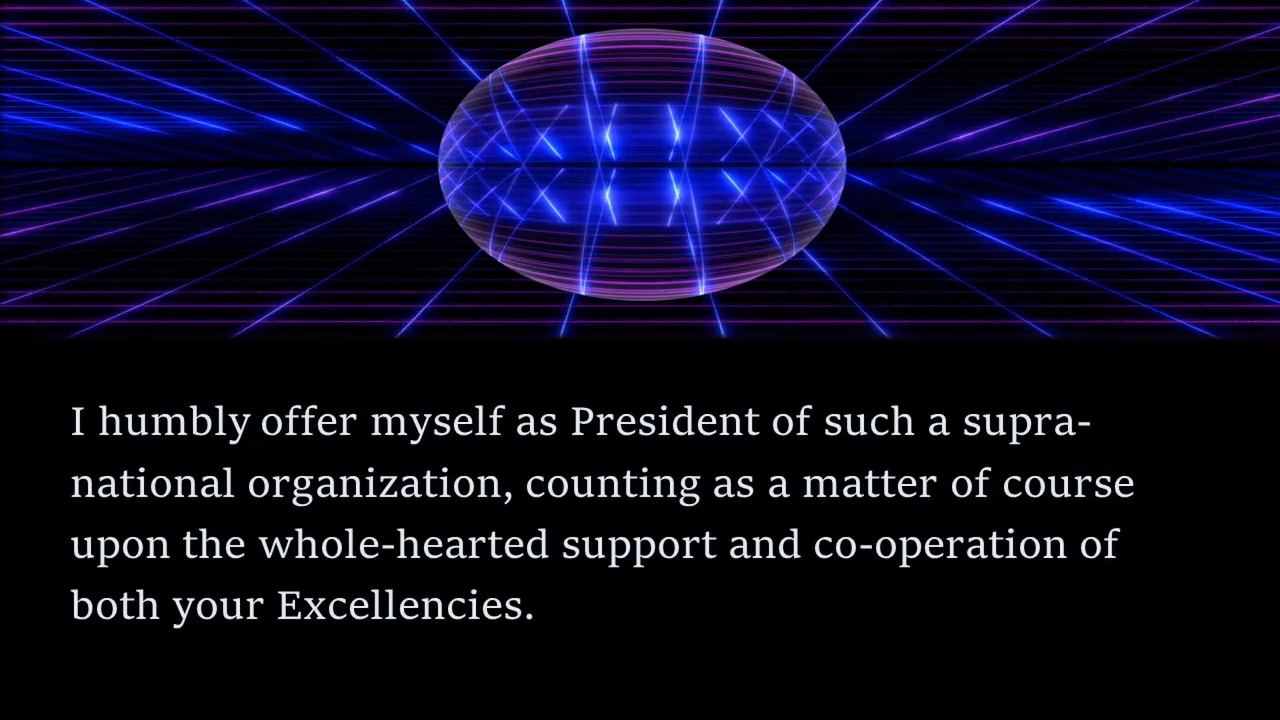 I humbly offer myself as President of such a supra-
national organization, counting as a matter of course
upon the whole-hearted support and co-operation of
both your Excellencies.